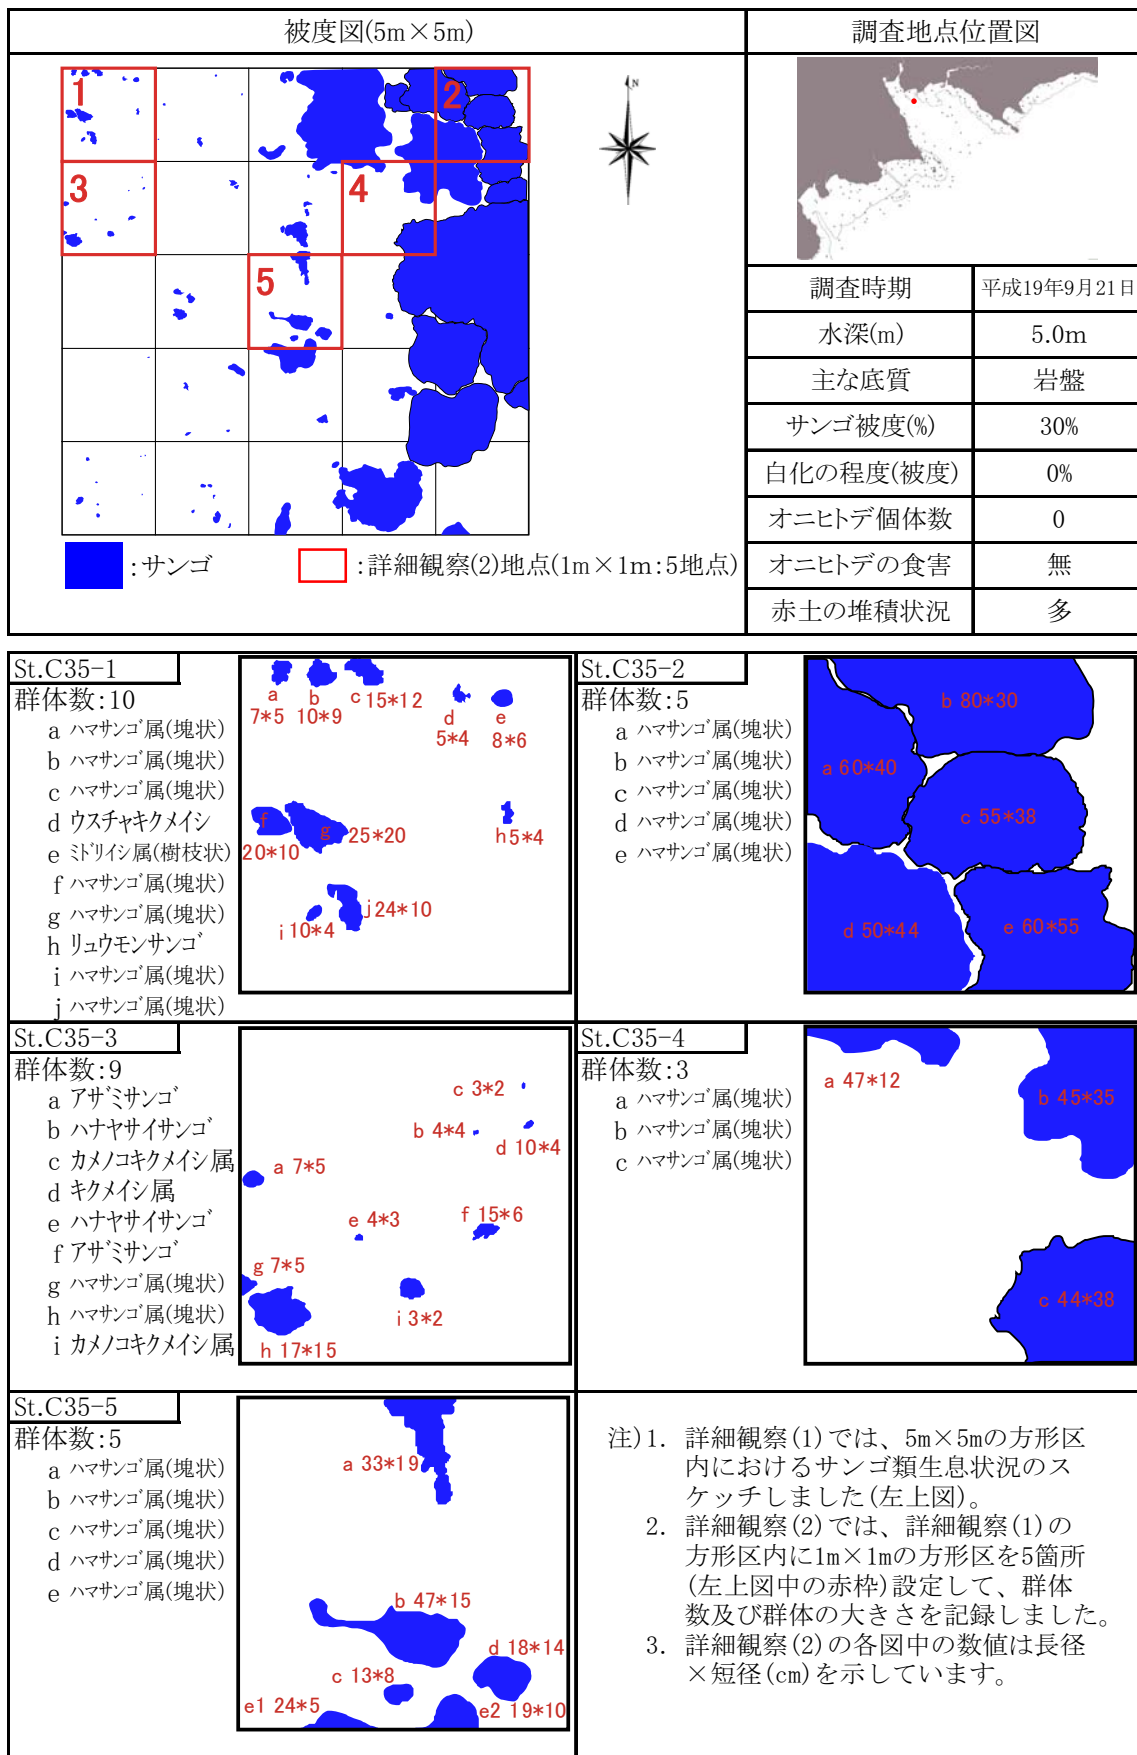 被度図(5m×5m)
調査地点位置図
1
2
3
4
5
N
:サンゴ
:詳細観察(2)地点(1m×1m:5地点)
調査時期 平成19年9月21日
水深(m) 5.0m
主な底質 岩盤
サンゴ被度(%) 30%
白化の程度(被度) 0%
オニヒトデ個体数 0
オニヒトデの食害 無
赤土の堆積状況 多
St.C35-1
群体数:10
a ハマサンゴ属(塊状)
b ハマサンゴ属(塊状)
c ハマサンゴ属(塊状)
d ウスチャキクメイシ
e ミドリイシ属(樹枝状)
f ハマサンゴ属(塊状)
g ハマサンゴ属(塊状)
h リュウモンサンゴ
i ハマサンゴ属(塊状)
j ハマサンゴ属(塊状)
a 7*5
b 10*9
c 15*12
d 5*4
e 8*6
f 20*10
g 25*20
h 5*4
i 10*4
j 24*10
St.C35-2
群体数:5
a ハマサンゴ属(塊状)
b ハマサンゴ属(塊状)
c ハマサンゴ属(塊状)
d ハマサンゴ属(塊状)
e ハマサンゴ属(塊状)
b 80*30
a 60*40
c 55*38
d 50*44
e 60*55
St.C35-3
群体数:9
a アザミサンゴ
b ハナヤサイサンゴ
c カメノコキクメイシ属
d キクメイシ属
e ハナヤサイサンゴ
f アザミサンゴ
g ハマサンゴ属(塊状)
h ハマサンゴ属(塊状)
i カメノコキクメイシ属
c 3*2
b 4*4
d 10*4
a 7*5
e 4*3
f 15*6
g 7*5
i 3*2
h 17*15
St.C35-4
群体数:3
a ハマサンゴ属(塊状)
b ハマサンゴ属(塊状)
c ハマサンゴ属(塊状)
a 47*12
b 45*35
c 44*38
St.C35-5
群体数:5
a ハマサンゴ属(塊状)
b ハマサンゴ属(塊状)
c ハマサンゴ属(塊状)
d ハマサンゴ属(塊状)
e ハマサンゴ属(塊状)
a 33*19
b 47*15
d 18*14
c 13*8
e1 24*5
e2 19*10
注)1. 詳細観察(1)では、5m×5mの方形区
内におけるサンゴ類生息状況のス
ケッチしました(左上図)。
2. 詳細観察(2)では、詳細観察(1)の
方形区内に1m×1mの方形区を5箇所
(左上図中の赤枠)設定して、群体
数及び群体の大きさを記録しました。
3. 詳細観察(2)の各図中の数値は長径
×短径(cm)を示しています。